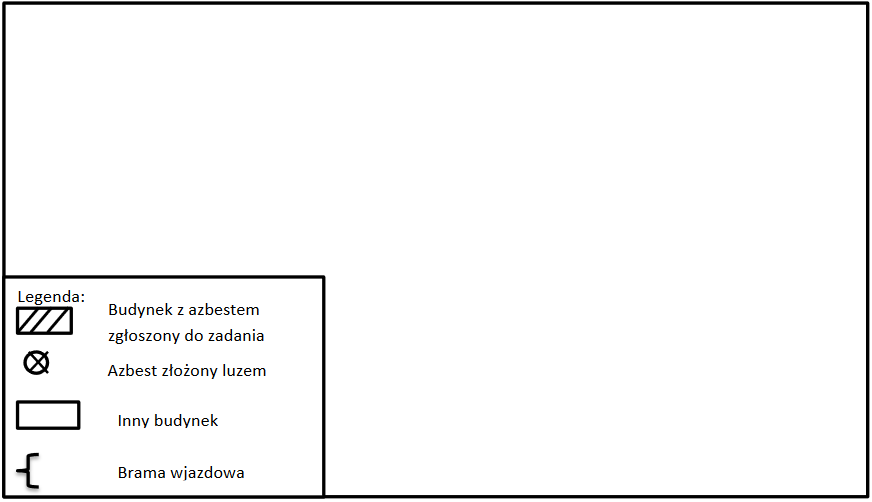 Legenda:
Budynek z azbestem
zgłoszony do zadania
Azbest złożony luzem
Inny budynek
Brama wjazdowa